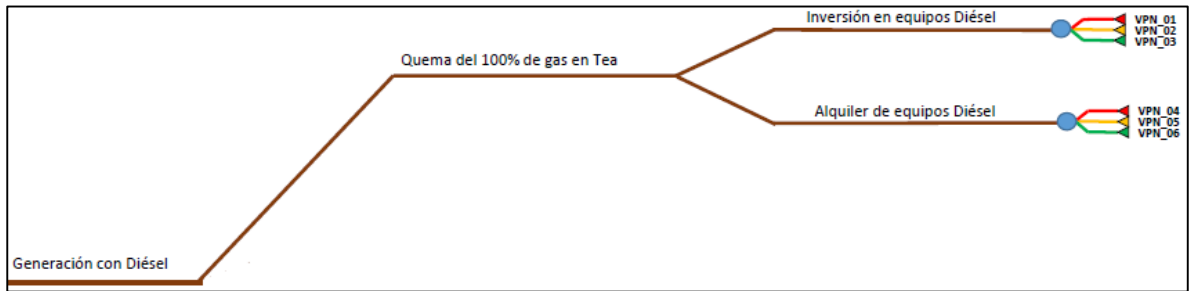 Inversión en equipos Diésel
VPN_01
VPN_02
VPN_03
Quema del 100% de gas en Tea
Alquiler de equipos Diésel
VPN_04
VPN_05
VPN_06
Generación con Diésel